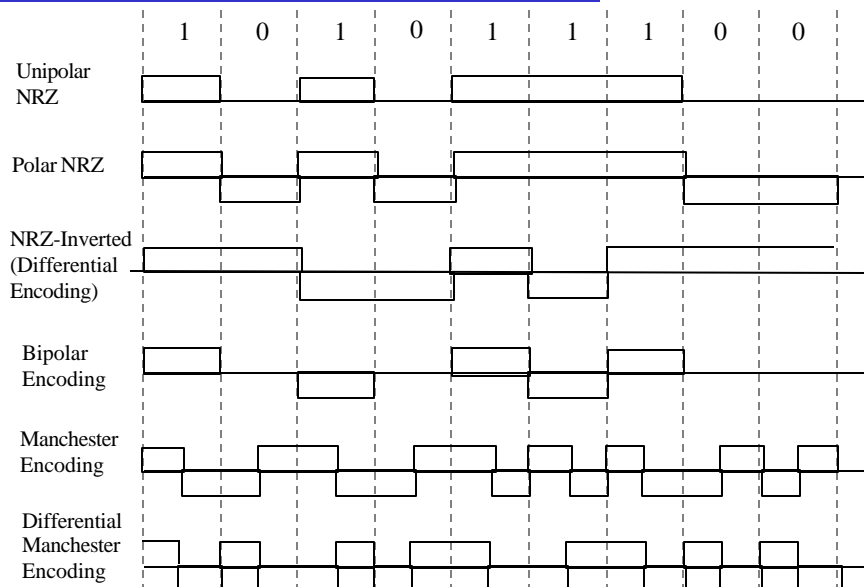 1 0 1 0 1 1 1 0 0
Unipolar
NRZ
Polar NRZ
NRZ-Inverted
(Differential
Encoding)
Bipolar
Encoding
Manchester
Encoding
Differential
Manchester
Encoding